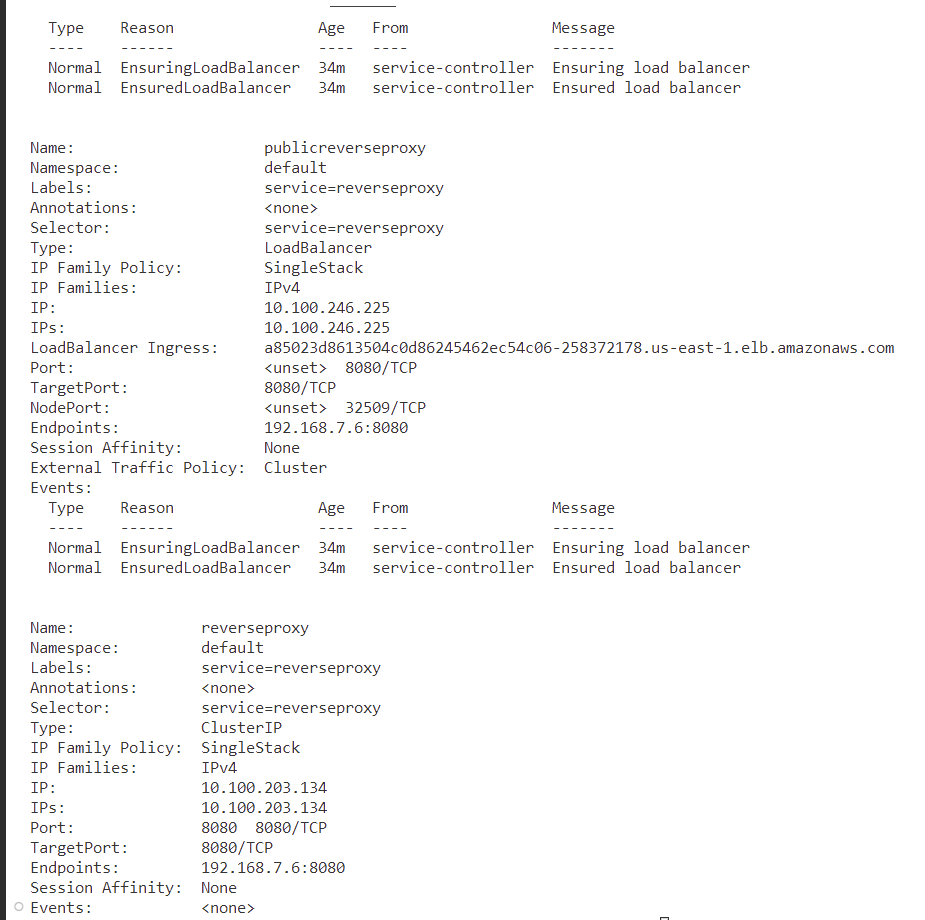 Type    Reason                Age   From                Message
----    ------                ----  ----                -------
Normal  EnsuringLoadBalancer  34m   service-controller  Ensuring load balancer
Normal  EnsuredLoadBalancer   34m   service-controller  Ensured load balancer
Name:                     publicreverseproxy
Namespace:                default
Labels:                   service=reverseproxy
Annotations:              <none>
Selector:                 service=reverseproxy
Type:                     LoadBalancer
IP Family Policy:         SingleStack
IP Families:              IPv4
IP:                       10.100.246.225
IPs:                      10.100.246.225
LoadBalancer Ingress:     a85023d8613504c0d86245462ec54c06-258372178.us-east-1.elb.amazonaws.com
Port:                     <unset>  8080/TCP
TargetPort:               8080/TCP
NodePort:                 <unset>  32509/TCP
Endpoints:                192.168.7.6:8080
Session Affinity:         None
External Traffic Policy:  Cluster
Events:
Type    Reason                Age   From                Message
----    ------                ----  ----                -------
Normal  EnsuringLoadBalancer  34m   service-controller  Ensuring load balancer
Normal  EnsuredLoadBalancer   34m   service-controller  Ensured load balancer
Name:              reverseproxy
Namespace:         default
Labels:            service=reverseproxy
Annotations:       <none>
Selector:          service=reverseproxy
Type:              ClusterIP
IP Family Policy:  SingleStack
IP Families:       IPv4
IP:                10.100.203.134
IPs:               10.100.203.134
Port:              8080  8080/TCP
TargetPort:        8080/TCP
Endpoints:         192.168.7.6:8080
Session Affinity:  None
Events:            <none>